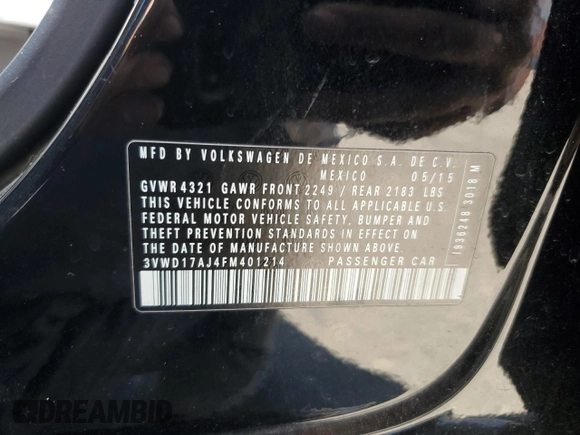 MFD BY VOLKSWAGEN DE MEXICO S.A. DE C.V.
MEXICO 05/15
GVWR 4321 GAWR FRONT 2249 / REAR 2183 LBS
THIS VEHICLE CONFORMS TO ALL APPLICABLE U.S.
FEDERAL MOTOR VEHICLE SAFETY, BUMPER AND
THEFT PREVENTION STANDARDS IN EFFECT ON
THE DATE OF MANUFACTURE SHOWN ABOVE.
3VWD17AJ4FM401214 PASSENGER CAR
1936248 3018 M
DREAMBID